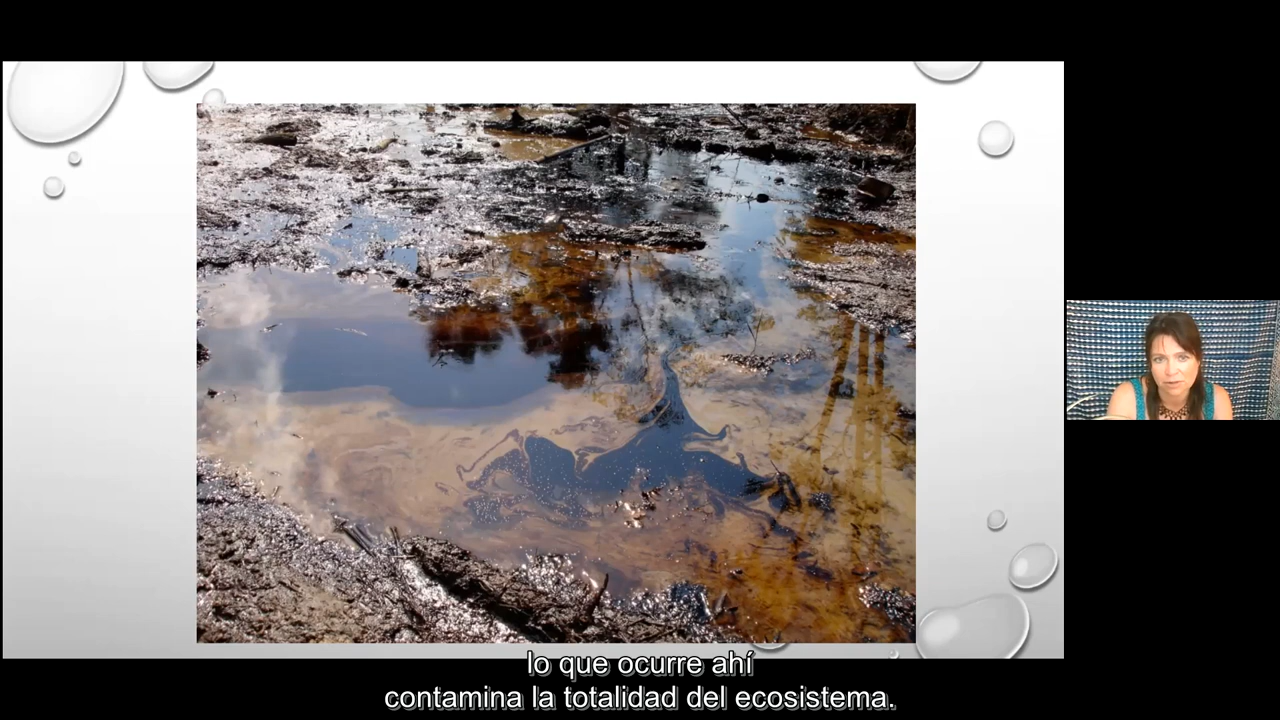 lo que ocurre ahí
contamina la totalidad del ecosistema.